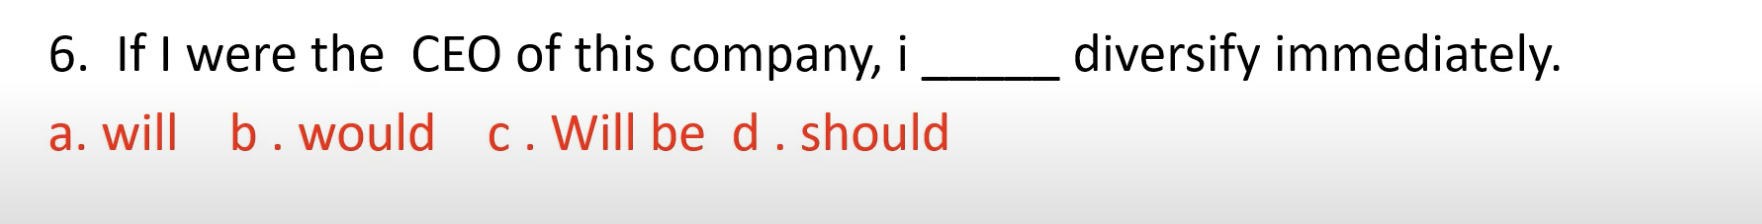 6. If I were the CEO of this company, i _____ diversify immediately.
a. will b . would c . Will be d . should